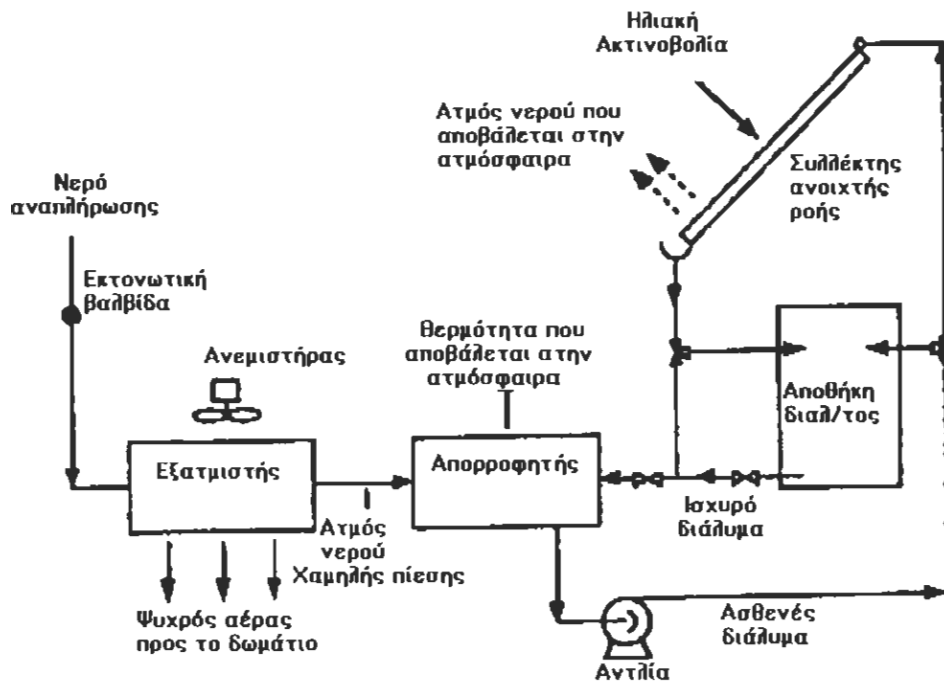 Ηλιακή
Ακτινοβολία
Ατμός νερού που
αποβάλεται στην
ατμόσφαιρα
Συλλέκτης
ανοιχτής
ροής
Νερό
αναπλήρωσης
Εκτονωτική
βαλβίδα
Ανεμιστήρας
Θερμότητα που
αποβάλεται στην
ατμόσφαιρα
Αποθήκη
διαλ/τος
Εξατμιστής
Απορροφητής
Ισχυρό
διάλυμα
Ατμός
νερού
Χαμηλής πίεσης
Ψυχρός αέρας
προς το δωμάτιο
Ασθενές
διάλυμα
Αντλία